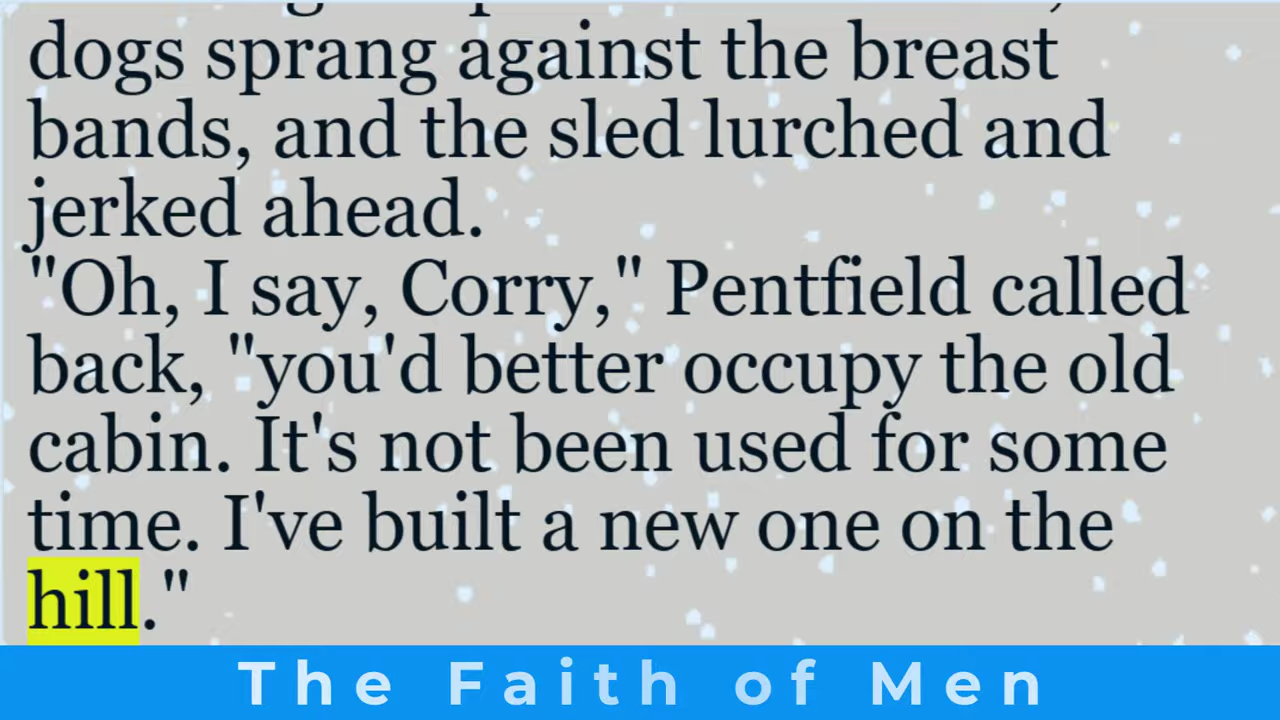 dogs sprang against the breast
bands, and the sled lurched and
jerked ahead.
"Oh, I say, Corry," Pentfield called
back, "you'd better occupy the old
cabin. It's not been used for some
time. I've built a new one on the
hill."
The Faith of Men